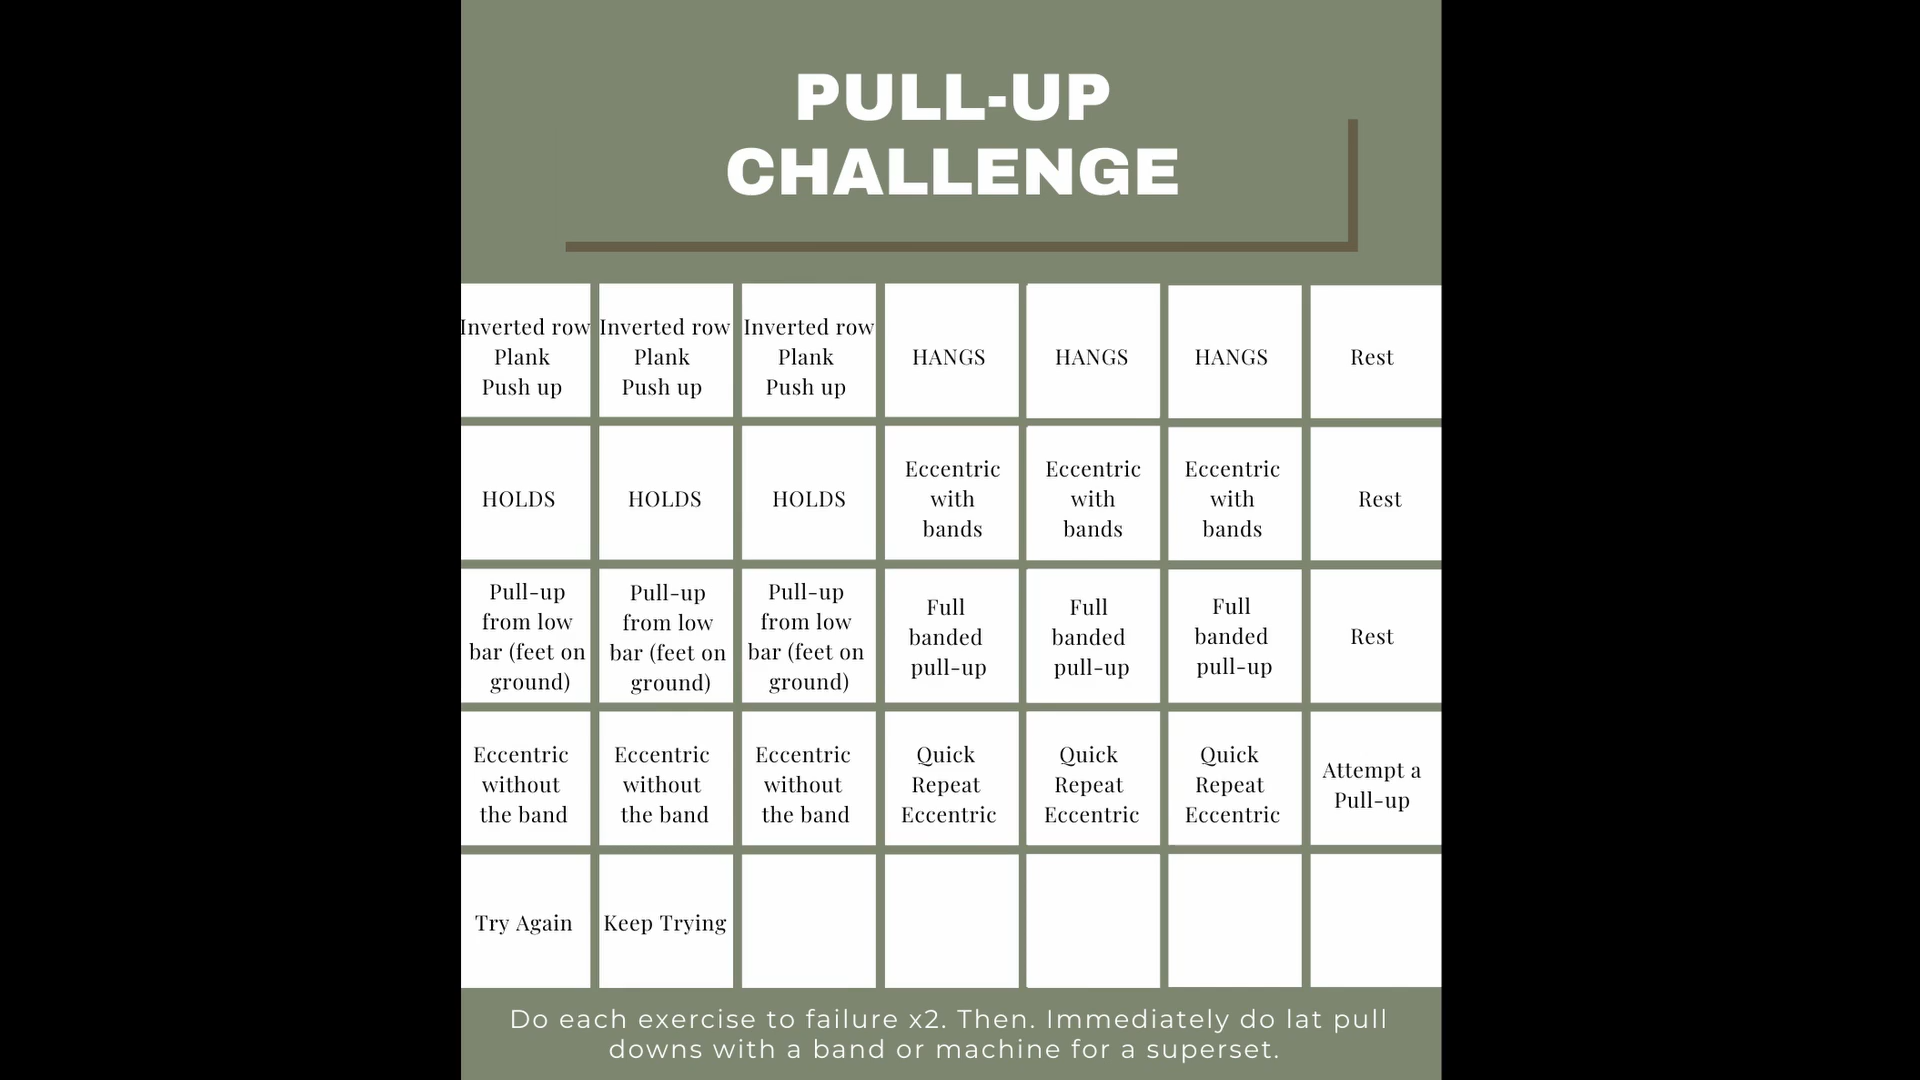 PULL-UP
CHALLENGE
Inverted row
Plank
Push up
Inverted row
Plank
Push up
Inverted row
Plank
Push up
HANGS
HANGS
HANGS
Rest
HOLDS
HOLDS
HOLDS
Eccentric
with
bands
Eccentric
with
bands
Eccentric
with
bands
Rest
Pull-up
from low
bar (feet on
ground)
Pull-up
from low
bar (feet on
ground)
Pull-up
from low
bar (feet on
ground)
Full
banded
pull-up
Full
banded
pull-up
Full
banded
pull-up
Rest
Eccentric
without
the band
Eccentric
without
the band
Eccentric
without
the band
Quick
Repeat
Eccentric
Quick
Repeat
Eccentric
Quick
Repeat
Eccentric
Attempt a
Pull-up
Try Again
Keep Trying
Do each exercise to failure x2. Then. Immediately do lat pull
downs with a band or machine for a superset.